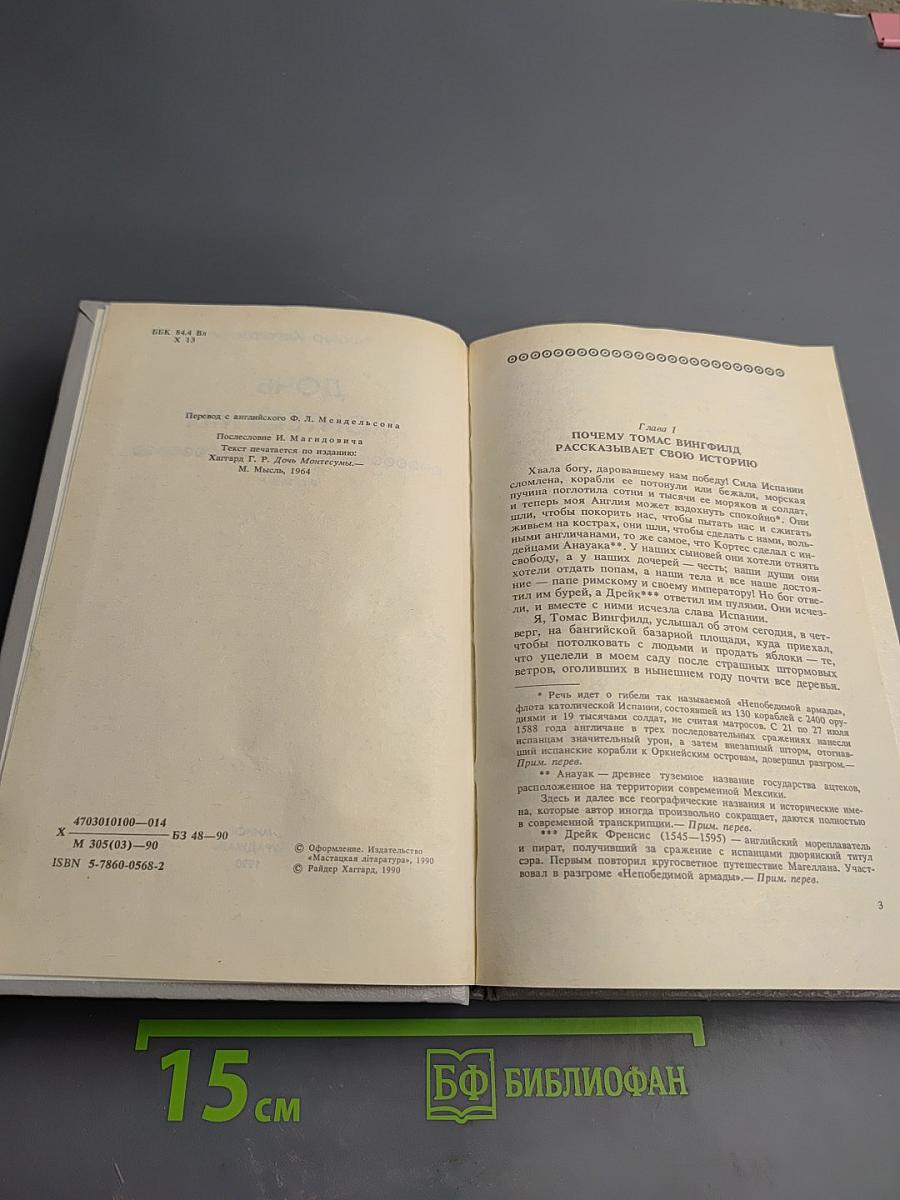 ББК 84.4 Вл
Х 13
Перевод с английского Ф. Л. Мендельсона
Послесловие И. Магидовича
Текст печатается по изданию:
Хаггард Г. Р. Дочь Монтесумы.—
М. Мысль, 1964
Х 4703010100—014
М 305(03)—90 БЗ 48—90
ISBN 5-7860-0568-2
© Оформление. Издательство
«Мастацкая літаратура», 1990
© Райдер Хаггард, 1990
Глава 1
ПОЧЕМУ ТОМАС ВИНГФИЛД
РАССКАЗЫВАЕТ СВОЮ ИСТОРИЮ
Хвала богу, даровавшему нам победу! Сила Испании
сломлена, корабли ее потонули или бежали, морская
пучина поглотила сотни и тысячи ее моряков и солдат,
и теперь моя Англия может вздохнуть спокойно*. Они
шли, чтобы покорить нас, чтобы пытать нас и сжигать
живьем на кострах, они шли, чтобы сделать с нами, воль-
ными англичанами, то же самое, что Кортес сделал с ин-
дейцами Анауака**. У наших сыновей они хотели отнять
свободу, а у наших дочерей — честь; наши души они
хотели отдать попам, а наши тела и все наше достоя-
ние — папе римскому и своему императору! Но бог отве-
тил им бурей, а Дрейк*** ответил им пулями. Они исчез-
ли, и вместе с ними исчезла слава Испании.
Я, Томас Вингфилд, услышал об этом сегодня, в чет-
верг, на бангийской базарной площади, куда приехал,
чтобы потолковать с людьми и продать яблоки — те,
что уцелели в моем саду после страшных штормовых
ветров, оголивших в нынешнем году почти все деревья.
* Речь идет о гибели так называемой «Непобедимой армады»,
флота католической Испании, состоявшей из 130 кораблей с 2400 ору-
диями и 19 тысячами солдат, не считая матросов. С 21 по 27 июля
1588 года англичане в трех последовательных сражениях нанесли
испанцам значительный урон, а затем внезапный шторм, отогнав-
ший испанские корабли к Оркнейским островам, довершил разгром.—
Прим. перев.
** Анауак — древнее туземное название государства ацтеков,
расположенное на территории современной Мексики.
Здесь и далее все географические названия и исторические име-
на, которые автор иногда произвольно сокращает, даются полностью
в современной транскрипции.— Прим. перев.
*** Дрейк Френсис (1545—1595) — английский мореплаватель
и пират, получивший за сражение с испанцами дворянский титул
сэра. Первым повторил кругосветное путешествие Магеллана. Участ-
вовал в разгроме «Непобедимой армады».— Прим. перев.
3
15 см
БФ БИБЛИОФАН